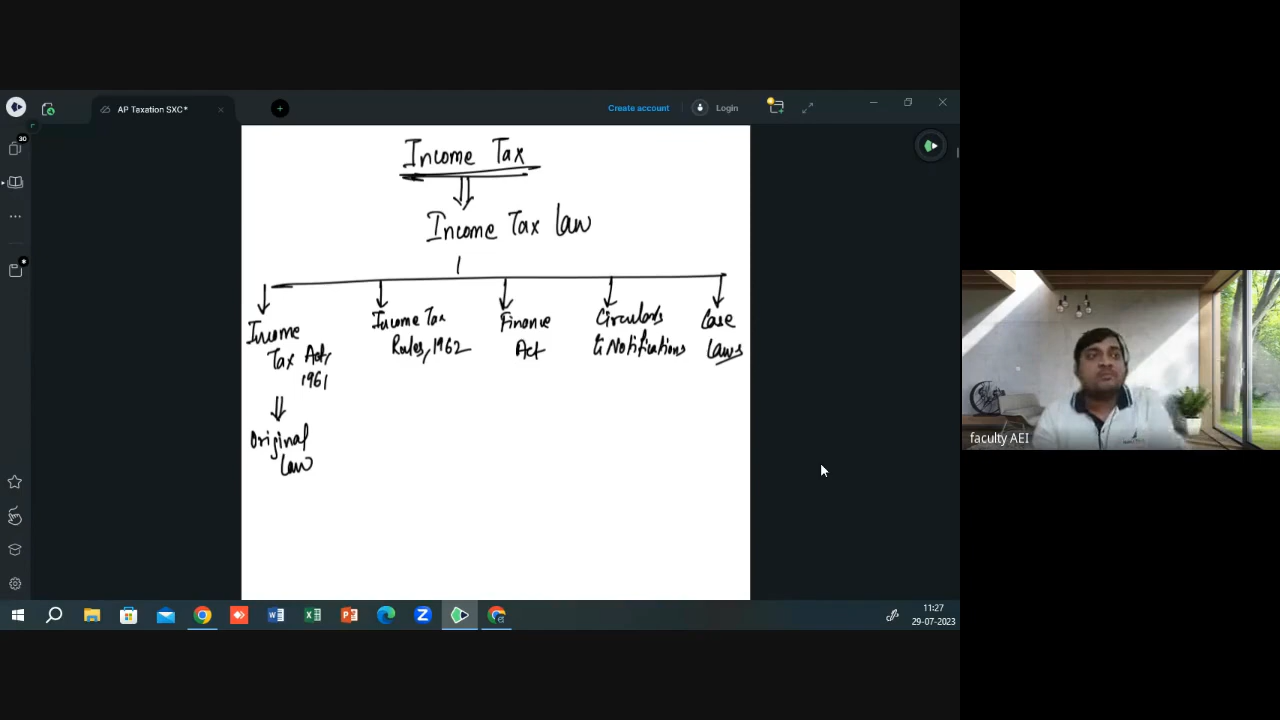 30
AP Taxation SXC*
Create account
Login
Income Tax
Income Tax Law
Income
Tax Act,
1961
Income Tax
Rules, 1962
Finance
Act
Circulars
& Notifications
Case
Laws
Original
Law
faculty AEI
11:27
29-07-2023